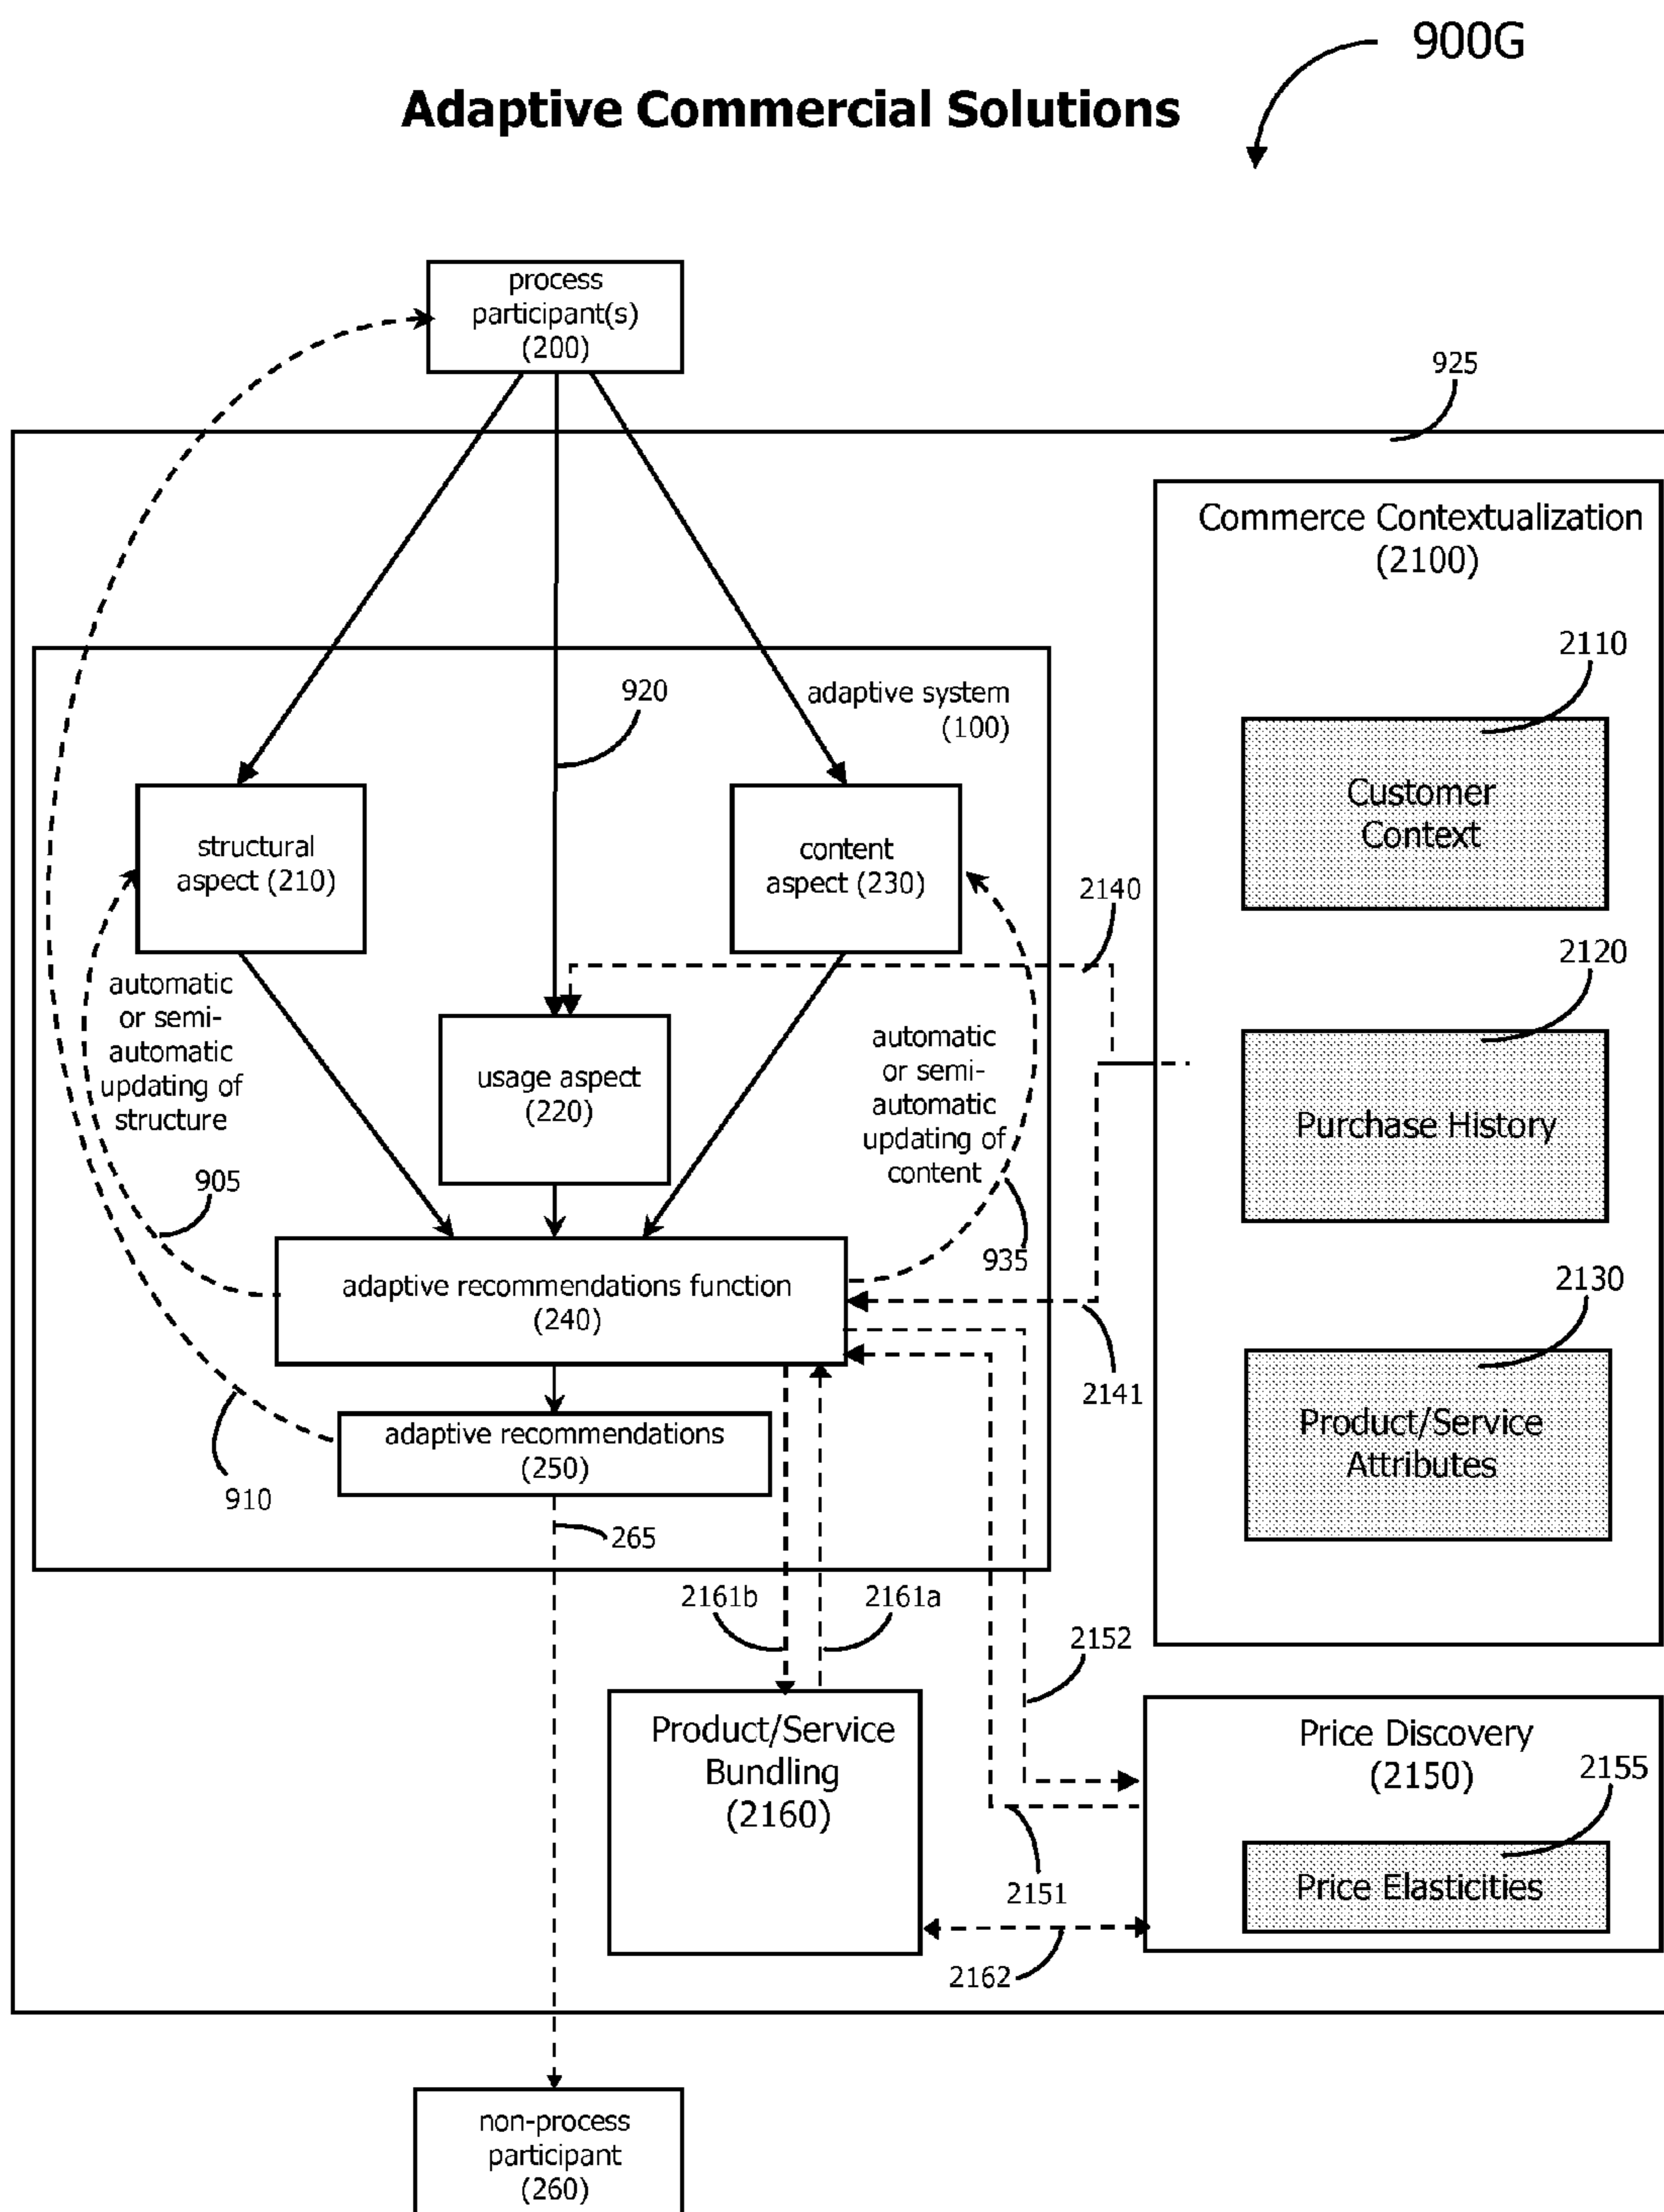 900G
Adaptive Commercial Solutions
process
participant(s)
(200)
925
Commerce Contextualization
(2100)
2110
920
adaptive system
(100)
Customer
Context
structural
aspect (210)
content
aspect (230)
2140
2120
automatic
or semi-
automatic
updating of
structure
usage aspect
(220)
automatic
or semi-
automatic
updating of
content
Purchase History
905
935
2130
adaptive recommendations function
(240)
2141
Product/Service
Attributes
adaptive recommendations
(250)
910
265
2161b
2161a
2152
Product/Service
Bundling
(2160)
Price Discovery
(2150)
2155
Price Elasticities
2151
2162
non-process
participant
(260)